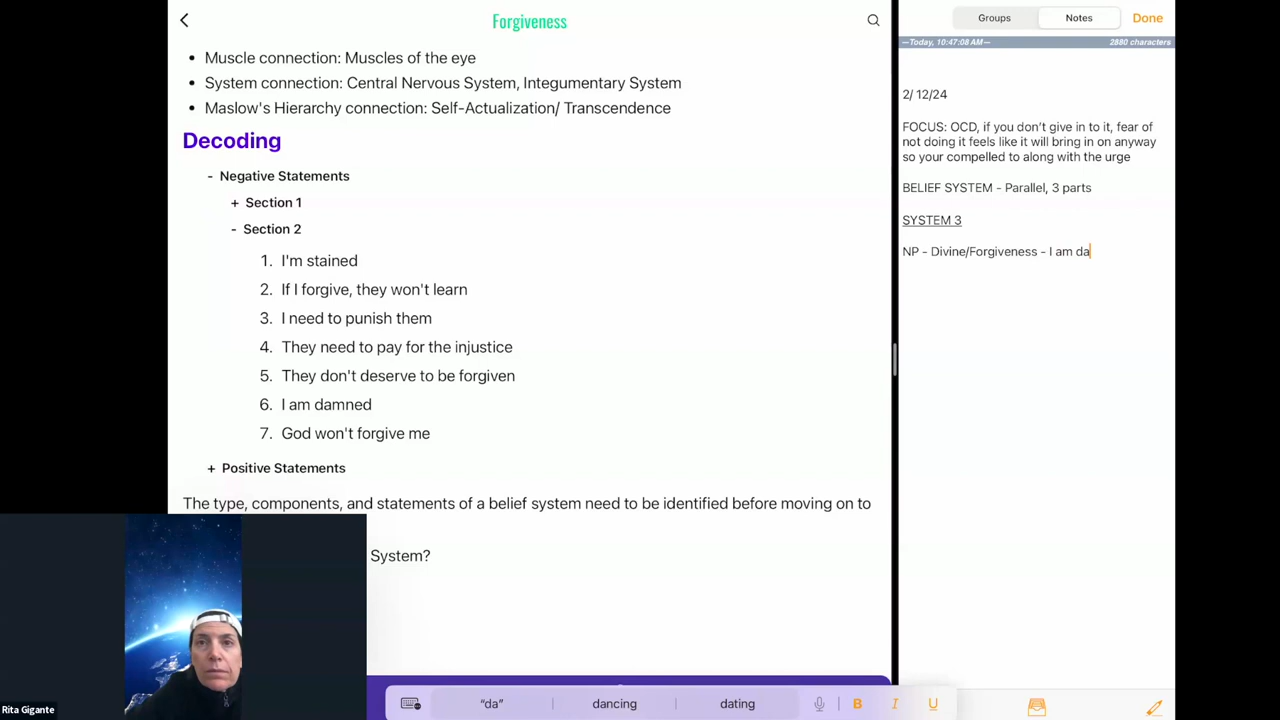 Forgiveness
Groups
Notes
Done
—Today, 10:47:08 AM—
2880 characters
• Muscle connection: Muscles of the eye
• System connection: Central Nervous System, Integumentary System
• Maslow's Hierarchy connection: Self-Actualization/ Transcendence
Decoding
- Negative Statements
+ Section 1
- Section 2
1. I'm stained
2. If I forgive, they won't learn
3. I need to punish them
4. They need to pay for the injustice
5. They don't deserve to be forgiven
6. I am damned
7. God won't forgive me
+ Positive Statements
The type, components, and statements of a belief system need to be identified before moving on to
System?
2/ 12/24
FOCUS: OCD, if you don't give in to it, fear of
not doing it feels like it will bring in on anyway
so your compelled to along with the urge
BELIEF SYSTEM - Parallel, 3 parts
SYSTEM 3
NP - Divine/Forgiveness - I am da
"da"
dancing
dating
B
I
U
Rita Gigante